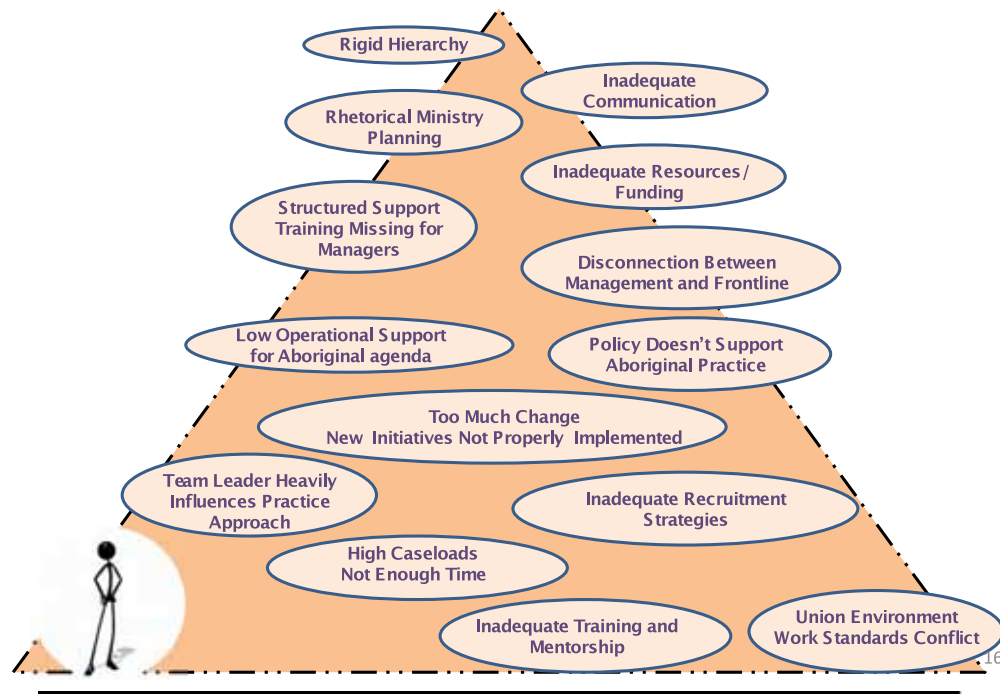 Rigid Hierarchy
Inadequate
Communication
Rhetorical Ministry
Planning
Inadequate Resources/
Funding
Structured Support
Training Missing for
Managers
Disconnection Between
Management and Frontline
Low Operational Support
for Aboriginal agenda
Policy Doesn't Support
Aboriginal Practice
Too Much Change
New Initiatives Not Properly Implemented
Team Leader Heavily
Influences Practice
Approach
Inadequate Recruitment
Strategies
High Caseloads
Not Enough Time
Inadequate Training and
Mentorship
Union Environment
Work Standards Conflict
16